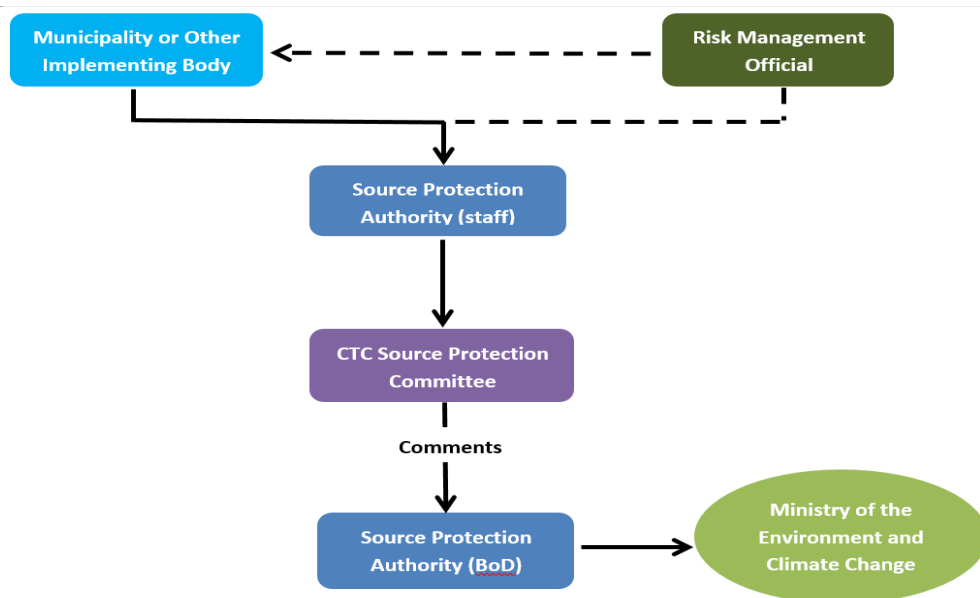 Municipality or Other
Implementing Body
Risk Management
Official
Source Protection
Authority (staff)
CTC Source Protection
Committee
Comments
Source Protection
Authority (BoD)
Ministry of the
Environment and
Climate Change